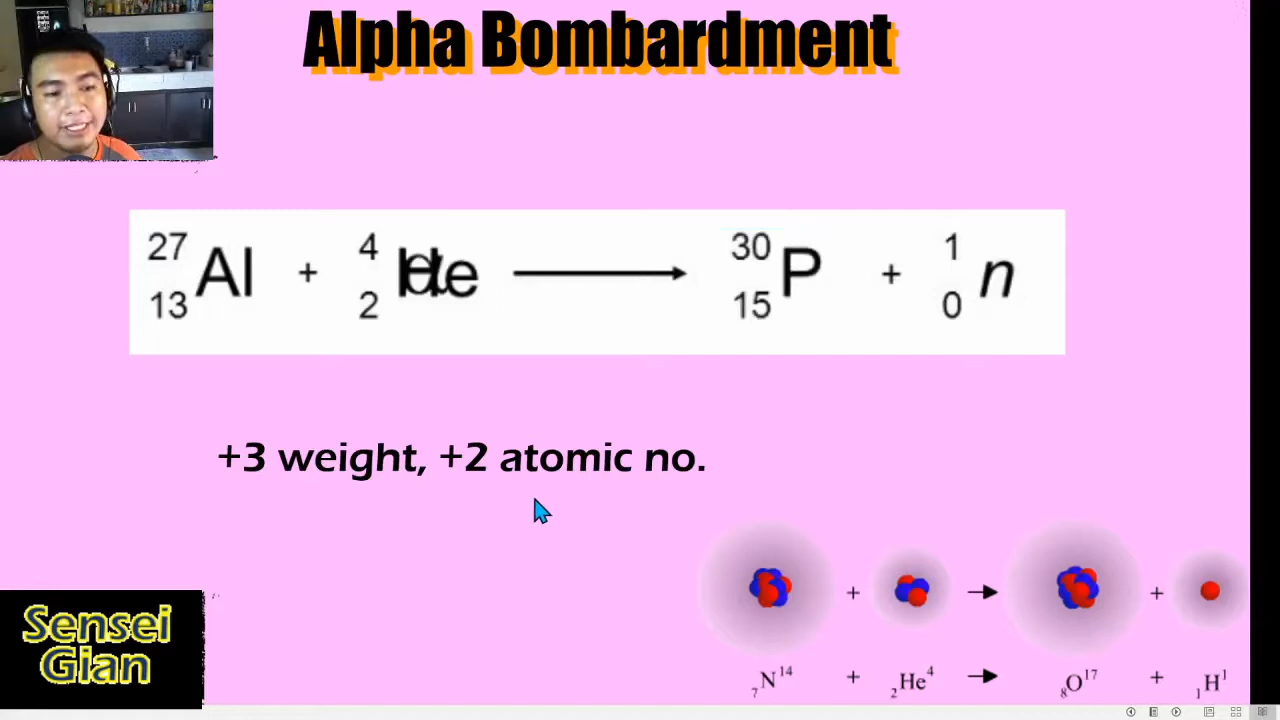 Alpha Bombardment
27 4 30 1
Al + He → P + n
13 2 15 0
+3 weight, +2 atomic no.
Sensei
Gian
₇N¹⁴ + ₂He⁴ → ₈O¹⁷ + ₁H¹